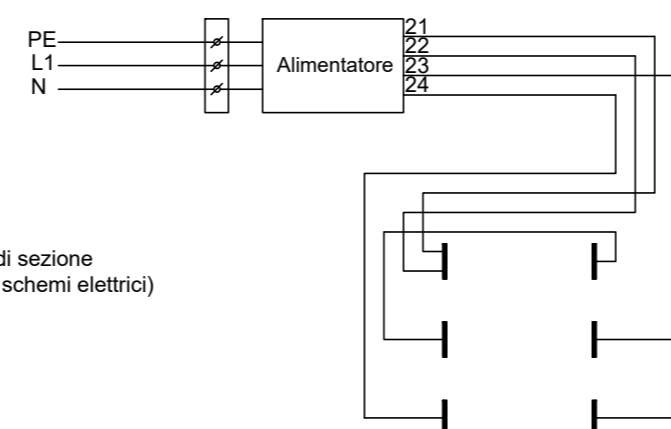 PE
L1
N
Alimentatore
21
22
23
24
di sezione
schemi elettrici)